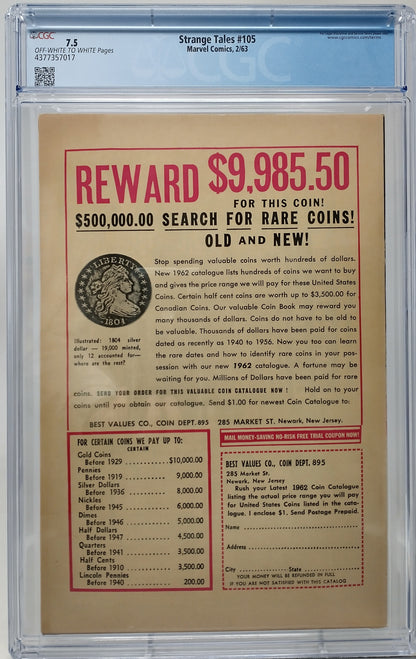 CGC
7.5
OFF-WHITE TO WHITE Pages
4377357017
Strange Tales #105
Marvel Comics, 2/63
www.cgccomics.com/terms
REWARD $9,985.50
FOR THIS COIN!
$500,000.00 SEARCH FOR RARE COINS!
OLD AND NEW!
LIBERTY
1804
Illustrated: 1804 silver
dollar - 19,000 minted,
only 12 accounted for—
where are the rest?
Stop spending valuable coins worth hundreds of dollars.
New 1962 catalogue lists hundreds of coins we want to buy
and gives the price range we will pay for these United States
Coins. Certain half cent coins are worth up to $3,500.00 for
Canadian Coins. Our valuable Coin Book may reward you
many thousands of dollars. Coins do not have to be old to
be valuable. Thousands of dollars have been paid for coins
dated as recently as 1940 to 1956. Now you too can learn
the rare dates and how to identify rare coins in your pos-
session with our new 1962 catalogue. A fortune may be
waiting for you. Millions of Dollars have been paid for rare
coins. SEND YOUR ORDER FOR THIS VALUABLE COIN CATALOGUE NOW ! Hold on to your
coins until you obtain our catalogue. Send $1.00 for newest Coin Catalogue to:
BEST VALUES CO., COIN DEPT. 895 285 MARKET ST. Newark, New Jersey.
FOR CERTAIN COINS WE PAY UP TO:
CERTAIN
Gold Coins
Before 1929 ............$10,000.00
Pennies
Before 1919 ............ 9,000.00
Silver Dollars
Before 1936 ............ 8,000.00
Nickles
Before 1945 ............ 6,000.00
Dimes
Before 1946 ............ 5,000.00
Half Dollars
Before 1947 ............ 4,500.00
Quarters
Before 1941 ............ 3,500.00
Half Cents
Before 1910 ............ 3,500.00
Lincoln Pennies
Before 1940 ............ 200.00
MAIL MONEY-SAVING NO-RISK FREE TRIAL COUPON NOW!
BEST VALUES CO., COIN DEPT. 895
285 Market St.
Newark, New Jersey
Rush your Latest 1962 Coin Catalogue
listing the actual price range you will pay
for United States Coins listed in the cata-
logue. I enclose $1. Send Postage Prepaid.
Name
Address
City State
YOUR MONEY WILL BE REFUNDED IN FULL
IF YOU ARE NOT SATISFIED WITH THIS CATALOG